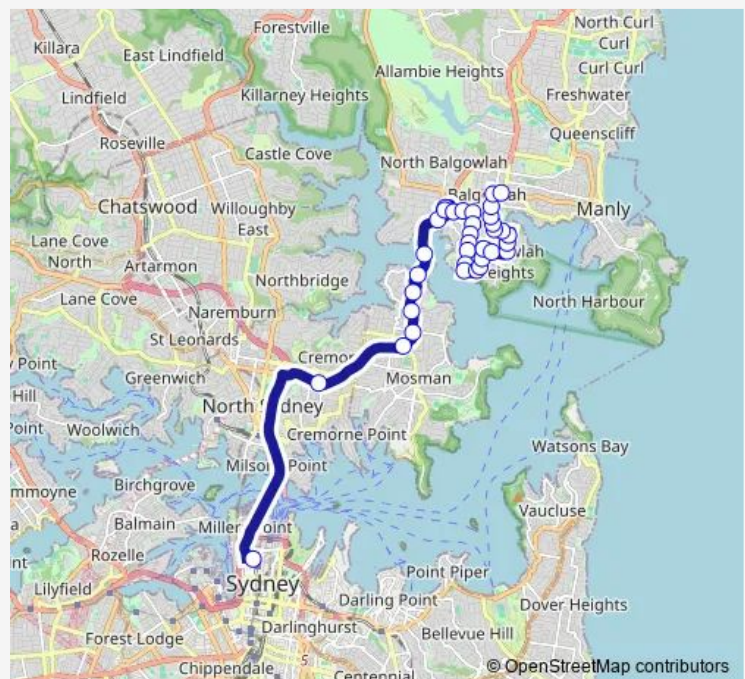 North Curl
Curl
Forestville
Killara
East Lindfield
Allambie Heights
Curl Curl
Lindfield
Killarney Heights
Freshwater
Roseville
Queenscliff
Castle Cove
North Balgowlah
Chatswood
Willoughby
East
Manly
Lane Cove
North
Artarmon
Northbridge
North Harbour
Lane Cove
Naremburn
St Leonards
Greenwich
Mosman
Hill
North
Woolwich
Cremorne Point
Watsons Bay
Birchgrove
Vaucluse
Balmain
Rozelle
Point Piper
Sydney
Lilyfield
Darling Point
Dover Heights
Darlinghurst
Forest Lodge
Bellevue Hill
Chippendale
© OpenStreetMap contributors